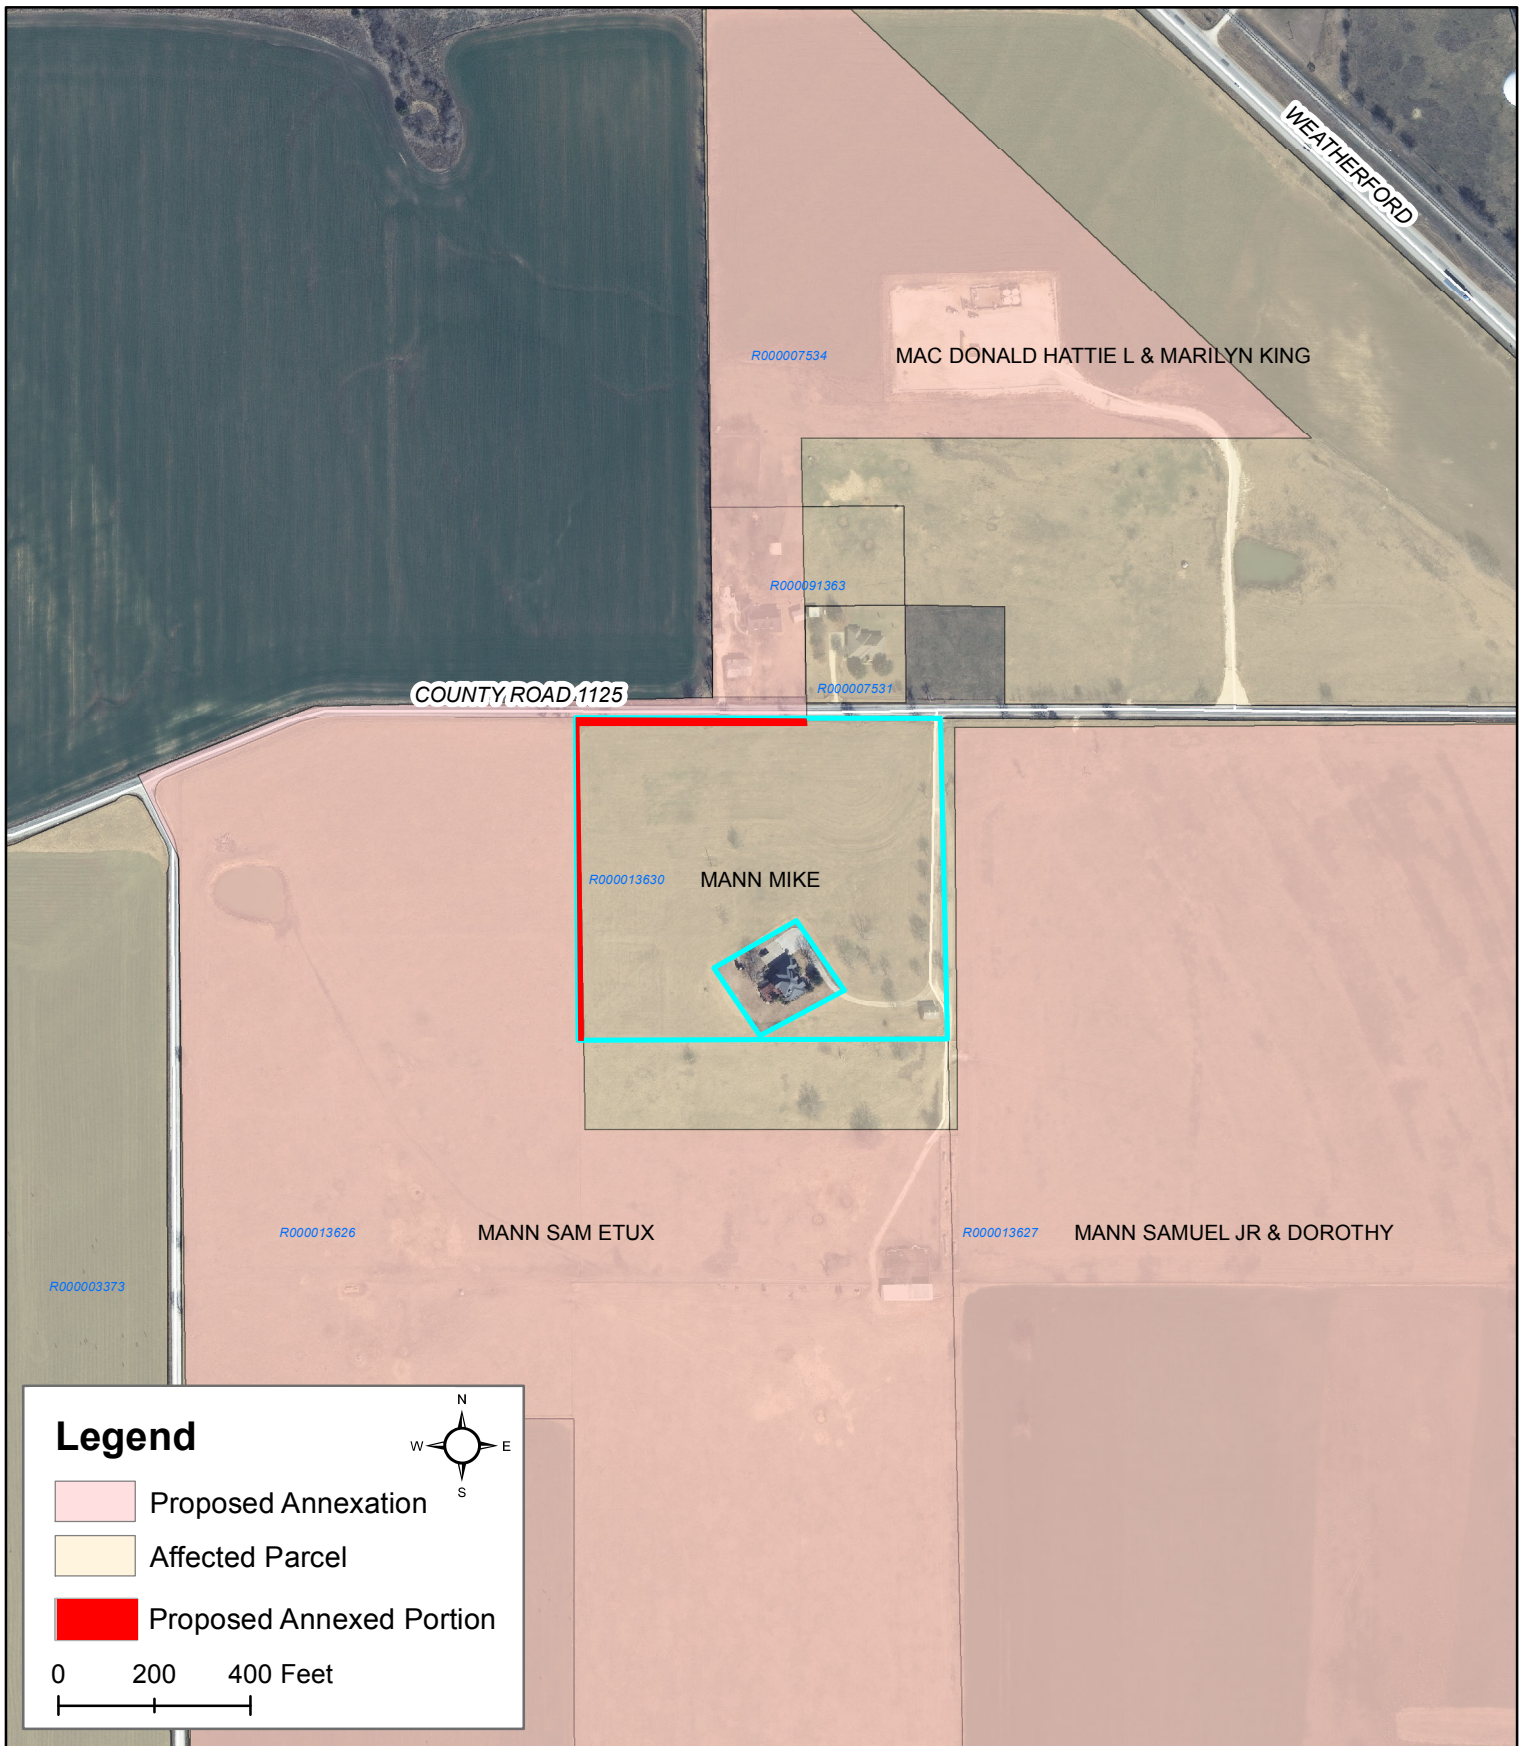 WEATHERFORD
R000007534
MAC DONALD HATTIE L & MARILYN KING
R000091363
R000007531
COUNTY ROAD 1125
R000013630
MANN MIKE
R000013626
MANN SAM ETUX
R000013627
MANN SAMUEL JR & DOROTHY
R000003373
Legend
N
W
E
S
Proposed Annexation
Affected Parcel
Proposed Annexed Portion
0 200 400 Feet